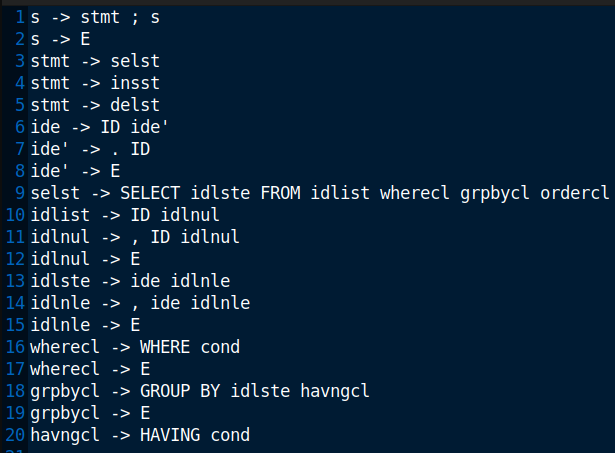 1 s -> stmt ; s
2 s -> E
3 stmt -> selst
4 stmt -> insst
5 stmt -> delst
6 ide -> ID ide'
7 ide' -> . ID
8 ide' -> E
9 selst -> SELECT idlste FROM idlist wherecl grpbycl ordercl
10 idlist -> ID idlnul
11 idlnul -> , ID idlnul
12 idlnul -> E
13 idlste -> ide idlnle
14 idlnle -> , ide idlnle
15 idlnle -> E
16 wherecl -> WHERE cond
17 wherecl -> E
18 grpbycl -> GROUP BY idlste havngcl
19 grpbycl -> E
20 havngcl -> HAVING cond